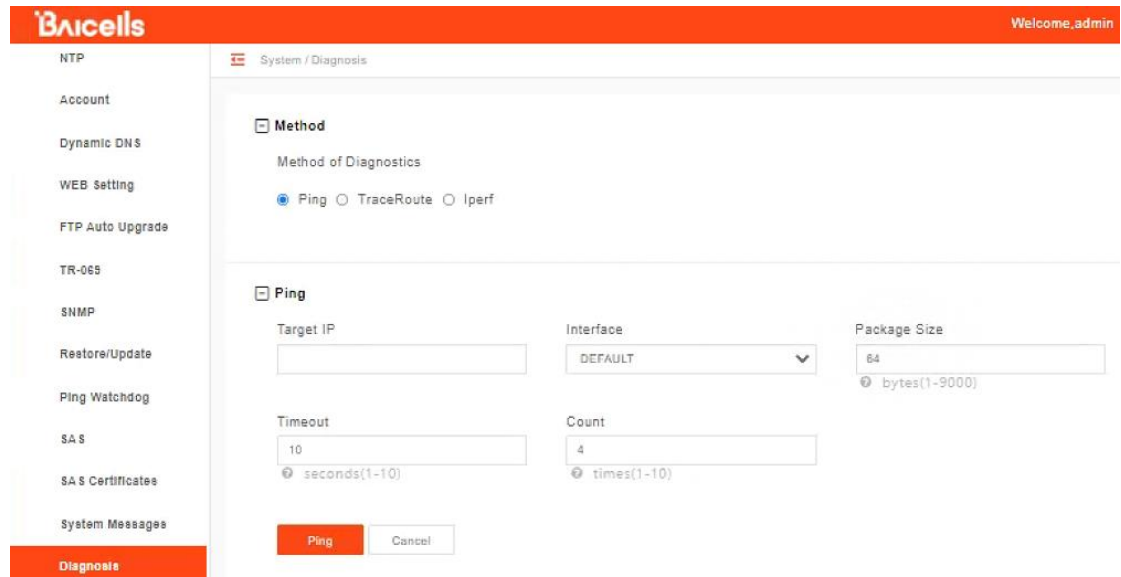 BAIcells
Welcome,admin
NTP
Account
Dynamic DNS
WEB Setting
FTP Auto Upgrade
TR-069
SNMP
Restore/Update
Ping Watchdog
SAS
SAS Certificates
System Messages
Diagnosis
System / Diagnosis
Method
Method of Diagnostics
Ping TraceRoute Iperf
Ping
Target IP Interface Package Size
DEFAULT 64
bytes(1-9000)
Timeout Count
10 4
seconds(1-10) times(1-10)
Ping Cancel